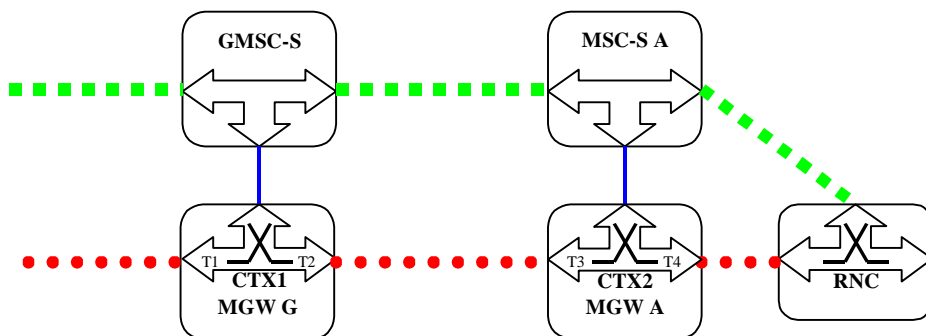 GMSC-S
MSC-S A
T1 T2
CTX1
MGW G
T3 T4
CTX2
MGW A
RNC